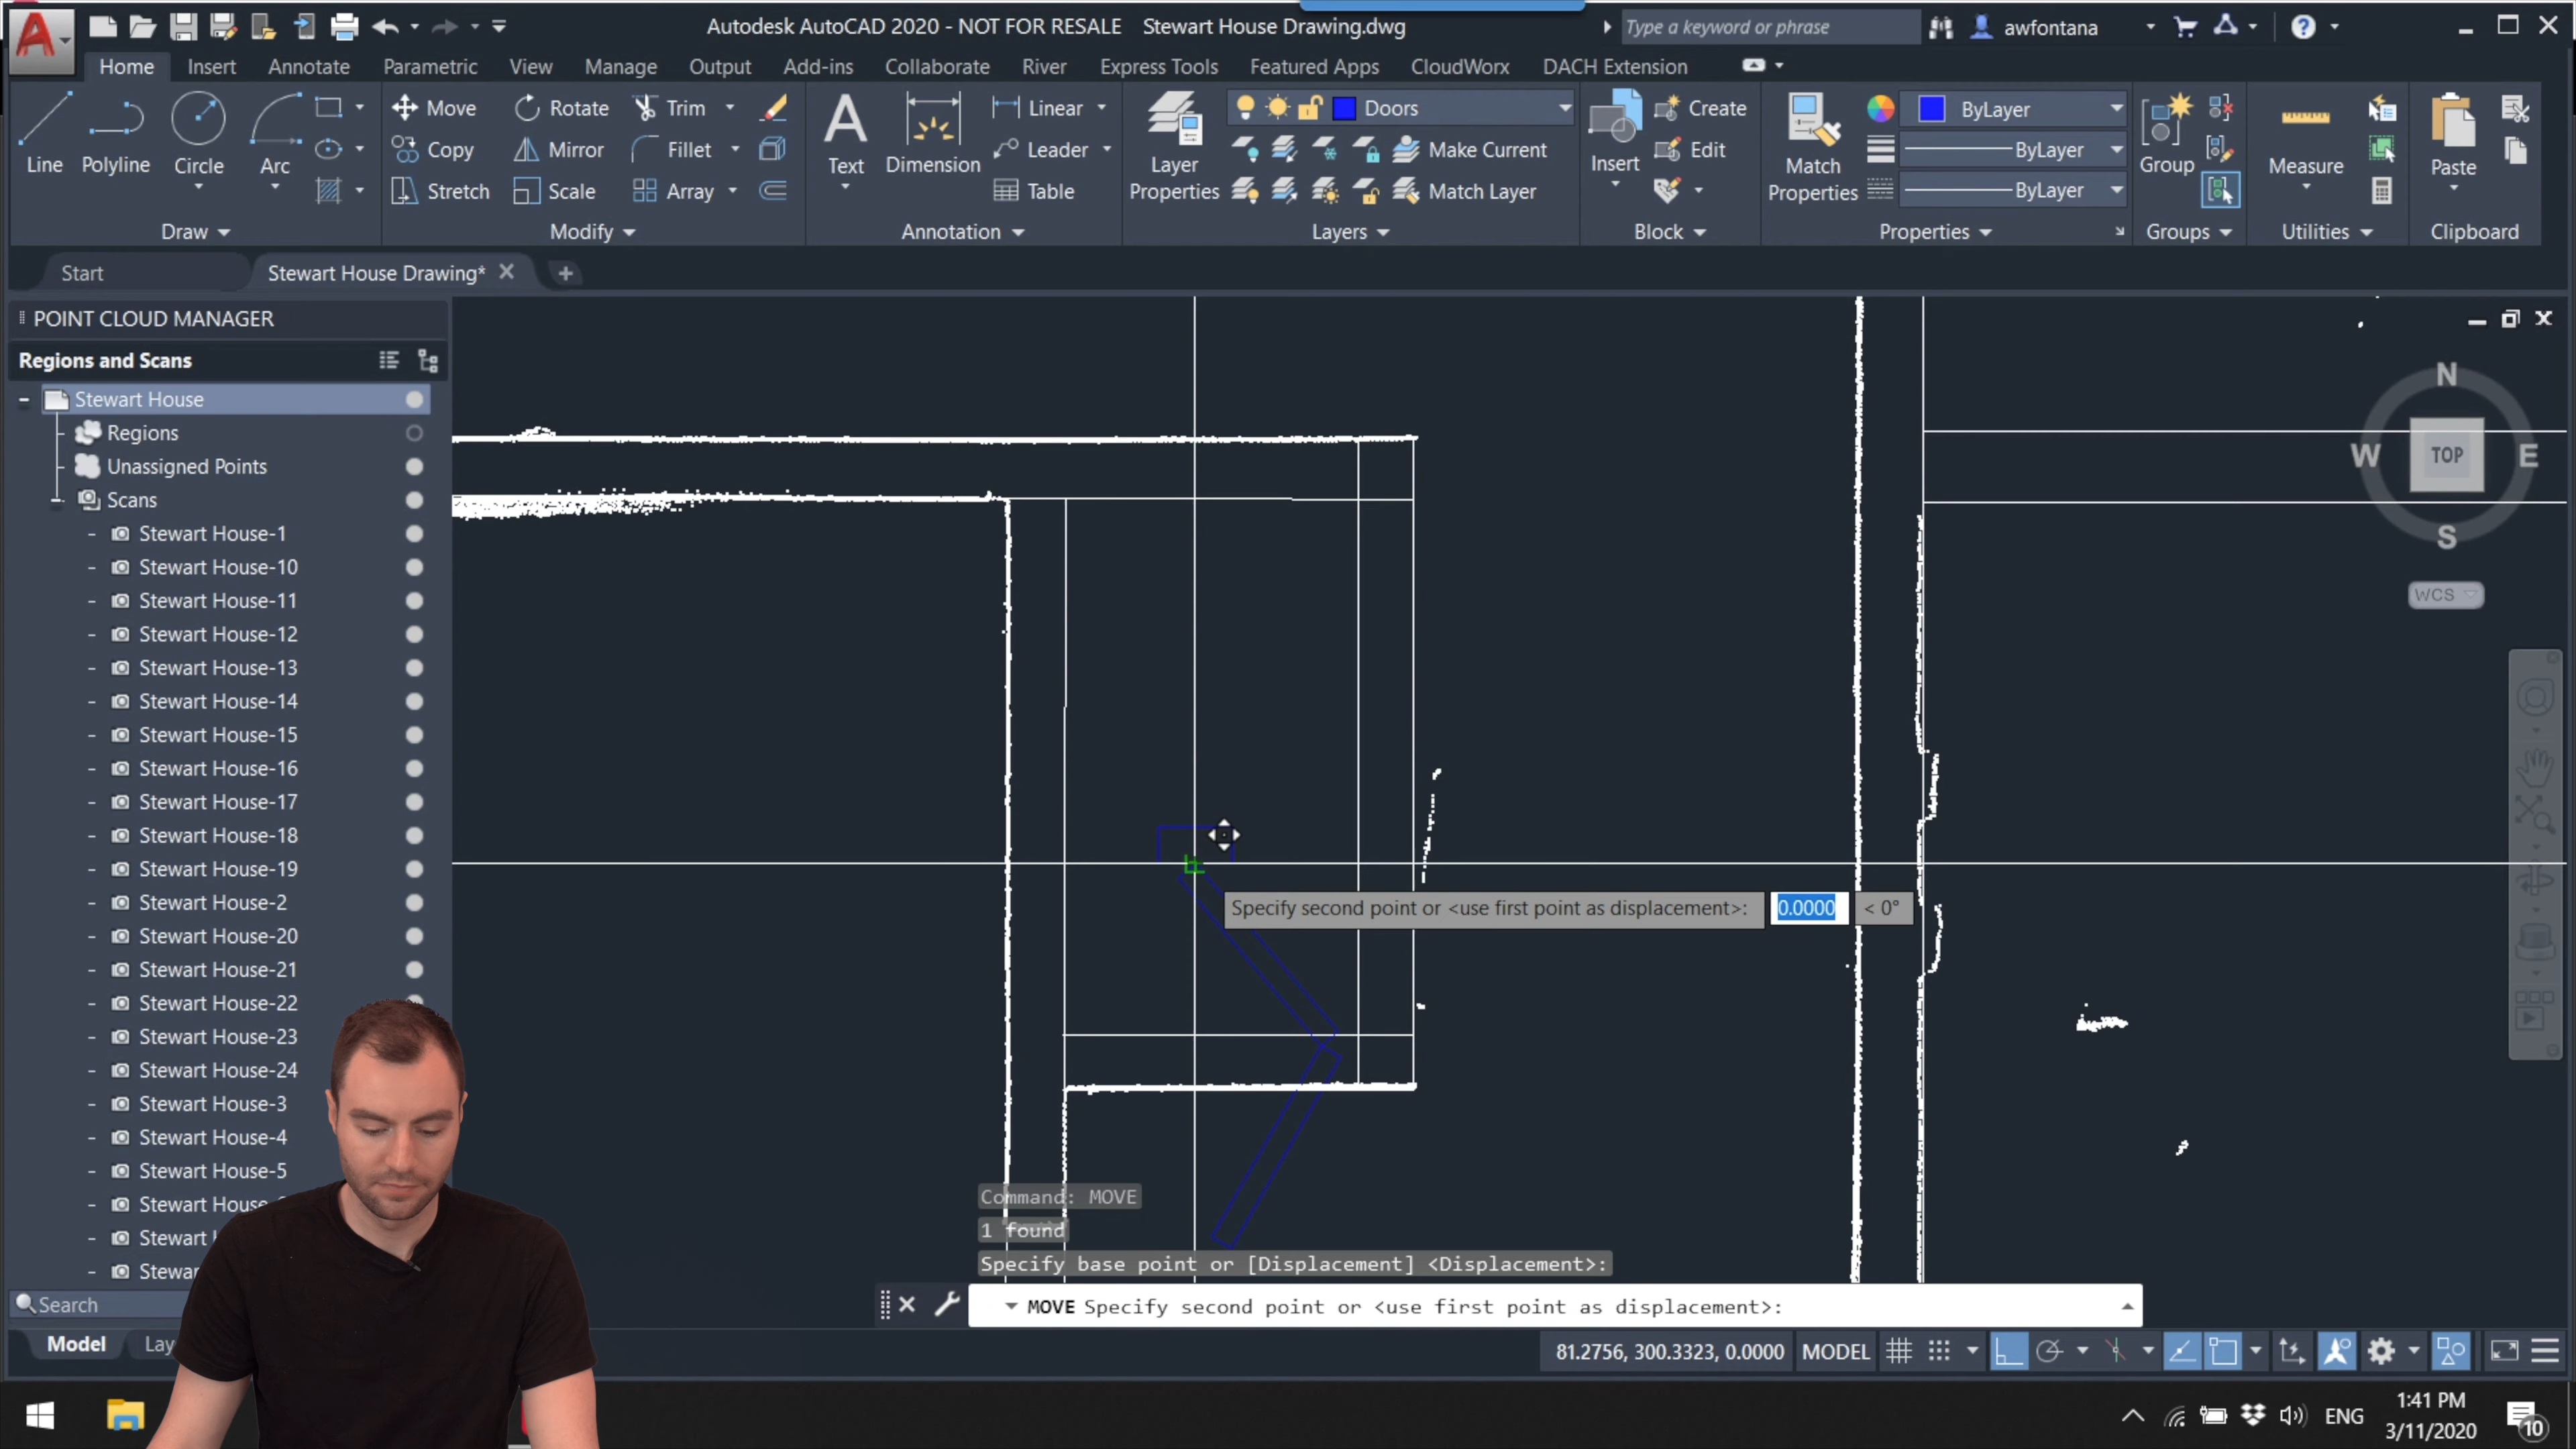 Autodesk AutoCAD 2020 - NOT FOR RESALE Stewart House Drawing.dwg
Type a keyword or phrase
awfontana
Home Insert Annotate Parametric View Manage Output Add-ins Collaborate River Express Tools Featured Apps CloudWorx DACH Extension
Line Polyline Circle Arc
Move Rotate Trim
Copy Mirror Fillet
Stretch Scale Array
Text Dimension
Linear
Leader
Table
Layer Properties
Doors
Make Current
Match Layer
Insert
Create
Edit
Match Properties
ByLayer
ByLayer
ByLayer
Group
Measure
Paste
Draw Modify Annotation Layers Block Properties Groups Utilities Clipboard
Start Stewart House Drawing*
POINT CLOUD MANAGER
Regions and Scans
Stewart House
Regions
Unassigned Points
Scans
Stewart House-1
Stewart House-10
Stewart House-11
Stewart House-12
Stewart House-13
Stewart House-14
Stewart House-15
Stewart House-16
Stewart House-17
Stewart House-18
Stewart House-19
Stewart House-2
Stewart House-20
Stewart House-21
Stewart House-22
Stewart House-23
Stewart House-24
Stewart House-3
Stewart House-4
Stewart House-5
Stewart House-
Stewart
Search
Model
N
W TOP E
S
WCS
Specify second point or <use first point as displacement>: 0.0000 < 0°
Command: MOVE
1 found
Specify base point or [Displacement] <Displacement>:
MOVE Specify second point or <use first point as displacement>:
81.2756, 300.3323, 0.0000 MODEL
ENG
1:41 PM
3/11/2020
10